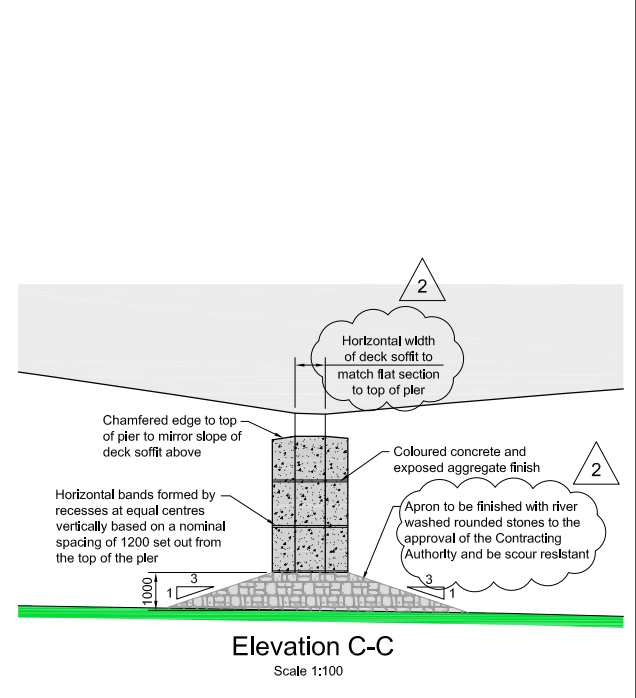 2
Horizontal width
of deck soffit to
match flat section
to top of pier
Chamfered edge to top
of pier to mirror slope of
deck soffit above
Coloured concrete and
exposed aggregate finish
2
Horizontal bands formed by
recesses at equal centres
vertically based on a nominal
spacing of 1200 set out from
the top of the pier
Apron to be finished with river
washed rounded stones to the
approval of the Contracting
Authority and be scour resistant
1000
3
1
3
1
Elevation C-C
Scale 1:100